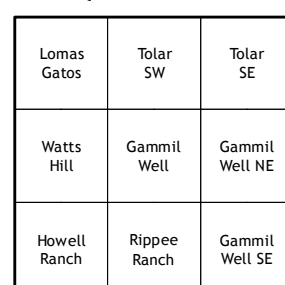 Lomas
Gatos
Tolar
SW
Tolar
SE
Watts
Hill
Gammil
Well
Gammil
Well NE
Howell
Ranch
Rippee
Ranch
Gammil
Well SE